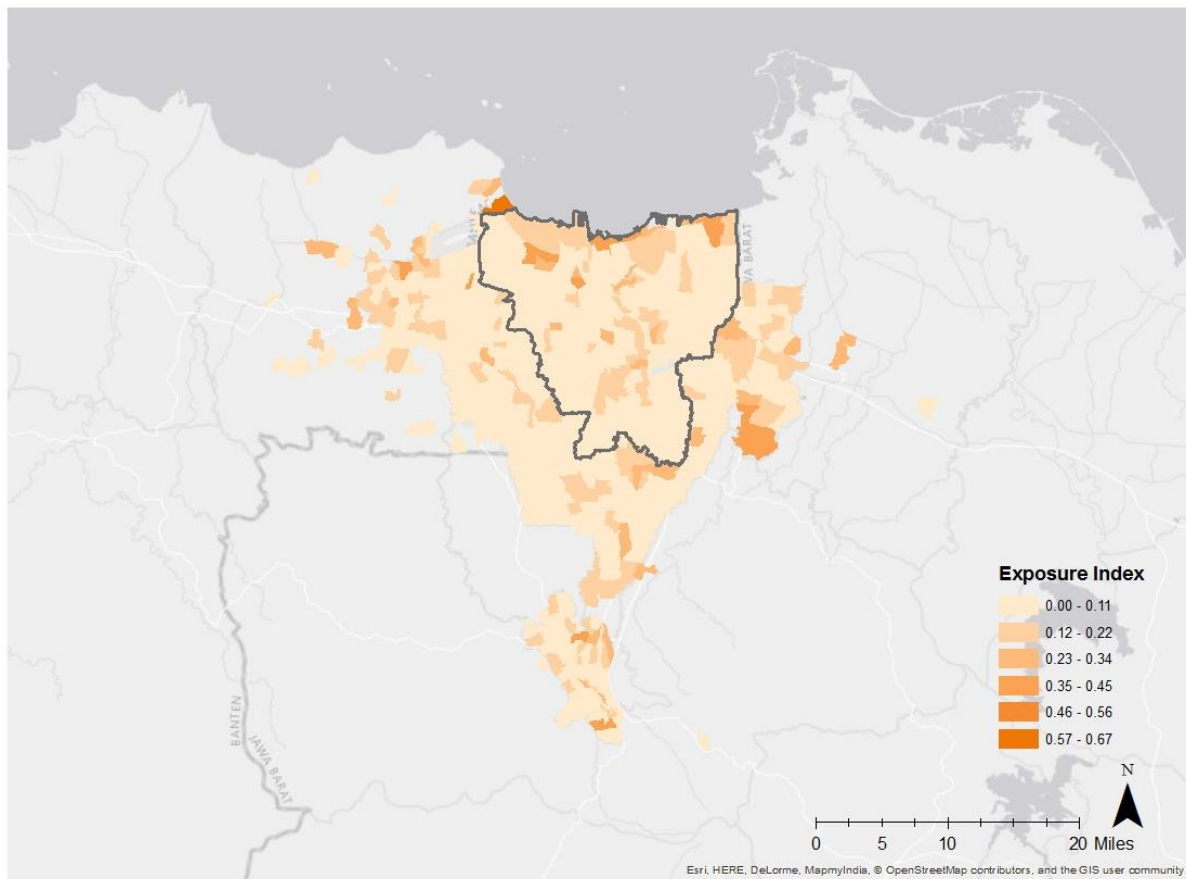 WA BARAT
Exposure Index
0.00 - 0.11
0.12 - 0.22
0.23 - 0.34
0.35 - 0.45
0.46 - 0.56
0.57 - 0.67
BANTEN
JAWA BARAT
N
0 5 10 20 Miles
Esri, HERE, DeLorme, MapmyIndia, © OpenStreetMap contributors, and the GIS user community